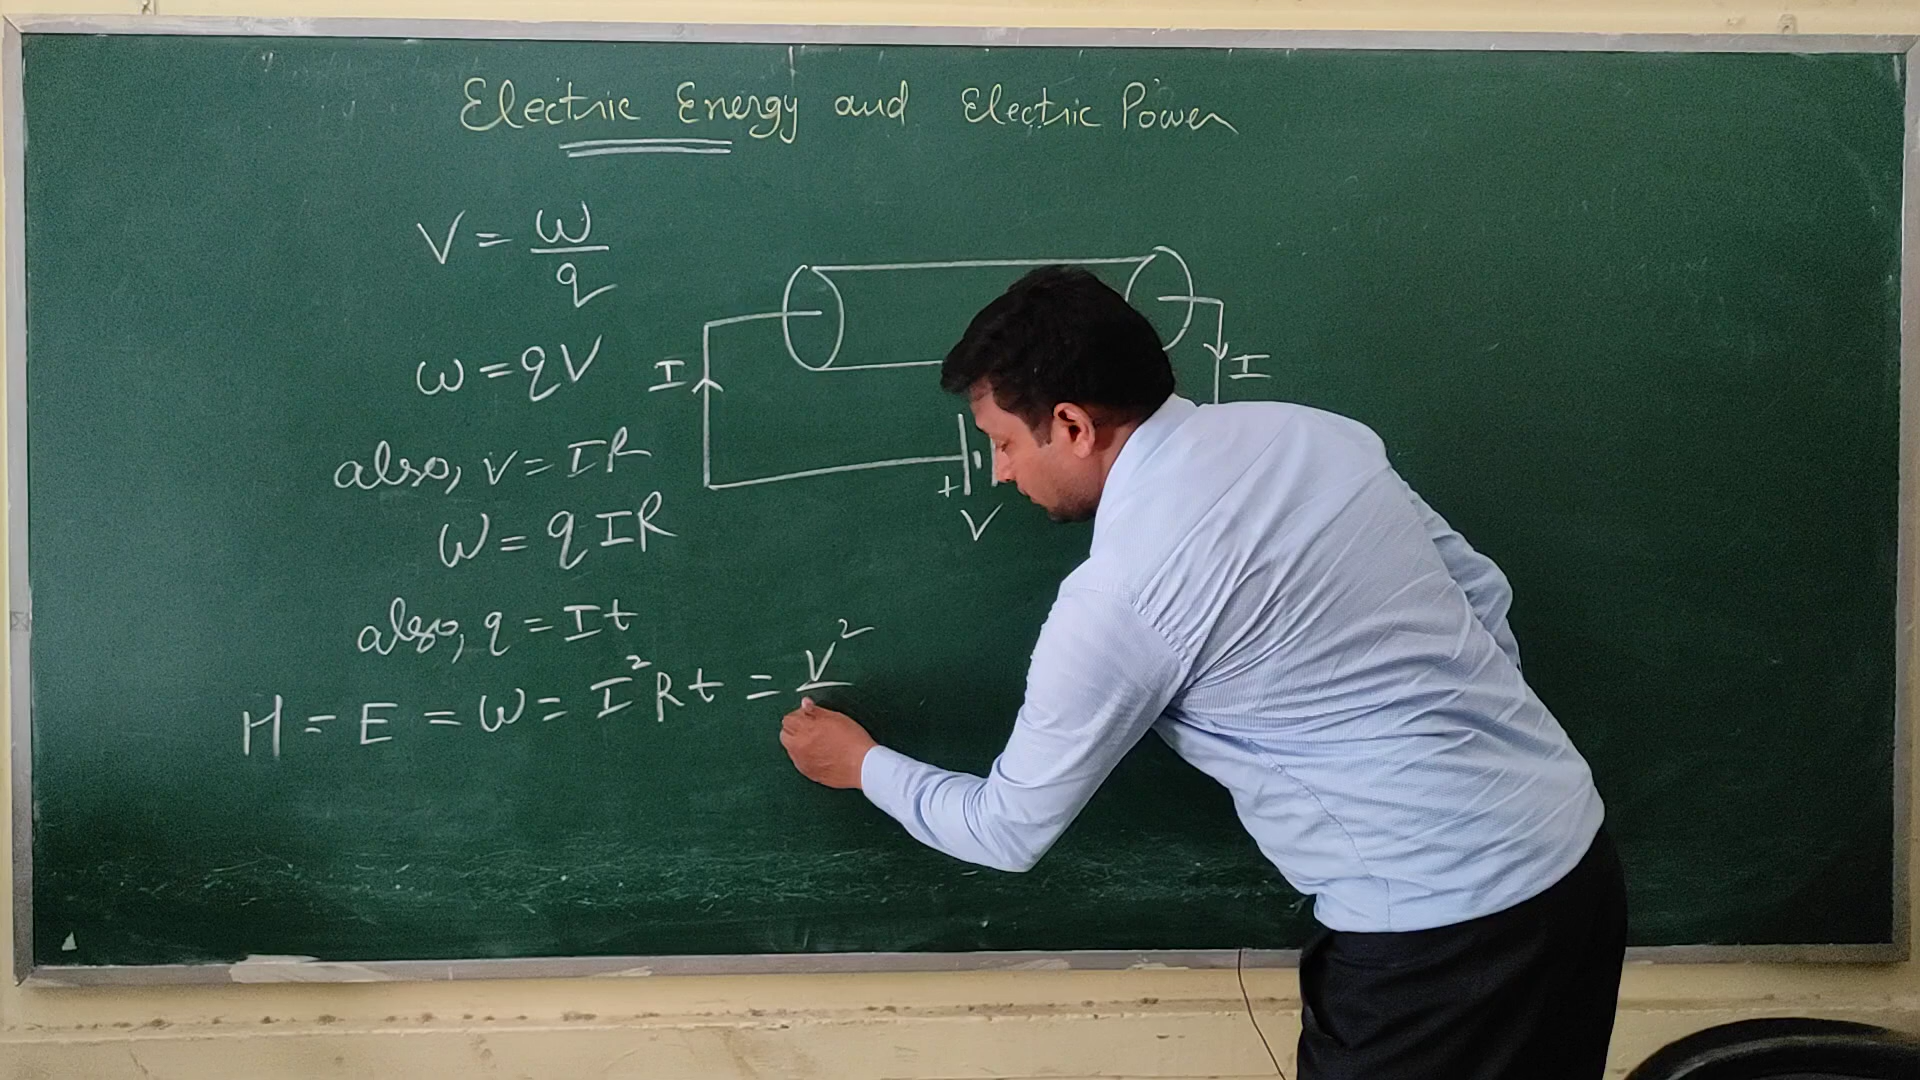 Electric Energy and Electric Power
V = W/q
W = qV
I
I
also, V = IR
+
V
W = qIR
also, q = It
H = E = W = I²Rt = V²